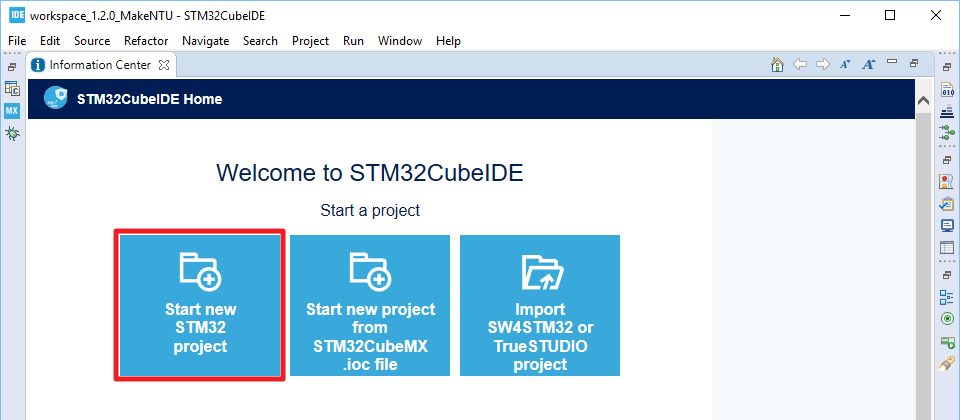 IDE workspace_1.2.0_MakeNTU - STM32CubeIDE
File Edit Source Refactor Navigate Search Project Run Window Help
i Information Center
A A
MX
010
STM32CubeIDE Home
Welcome to STM32CubeIDE
Start a project
Start new
STM32
project
Start new project
from
STM32CubeMX
.ioc file
Import
SW4STM32 or
TrueSTUDIO
project